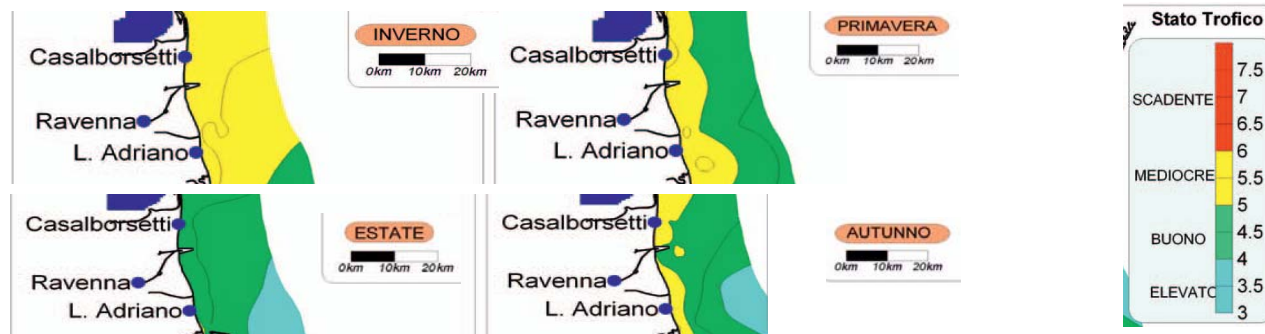 INVERNO
0km 10km 20km
Casalborsetti
Ravenna
L. Adriano
PRIMAVERA
0km 10km 20km
Casalborsetti
Ravenna
L. Adriano
ESTATE
0km 10km 20km
Casalborsetti
Ravenna
L. Adriano
AUTUNNO
0km 10km 20km
Casalborsetti
Ravenna
L. Adriano
Stato Trofico
7.5
SCADENTE 7
6.5
6
MEDIOCRE 5.5
5
BUONO 4.5
4
ELEVATO 3.5
3